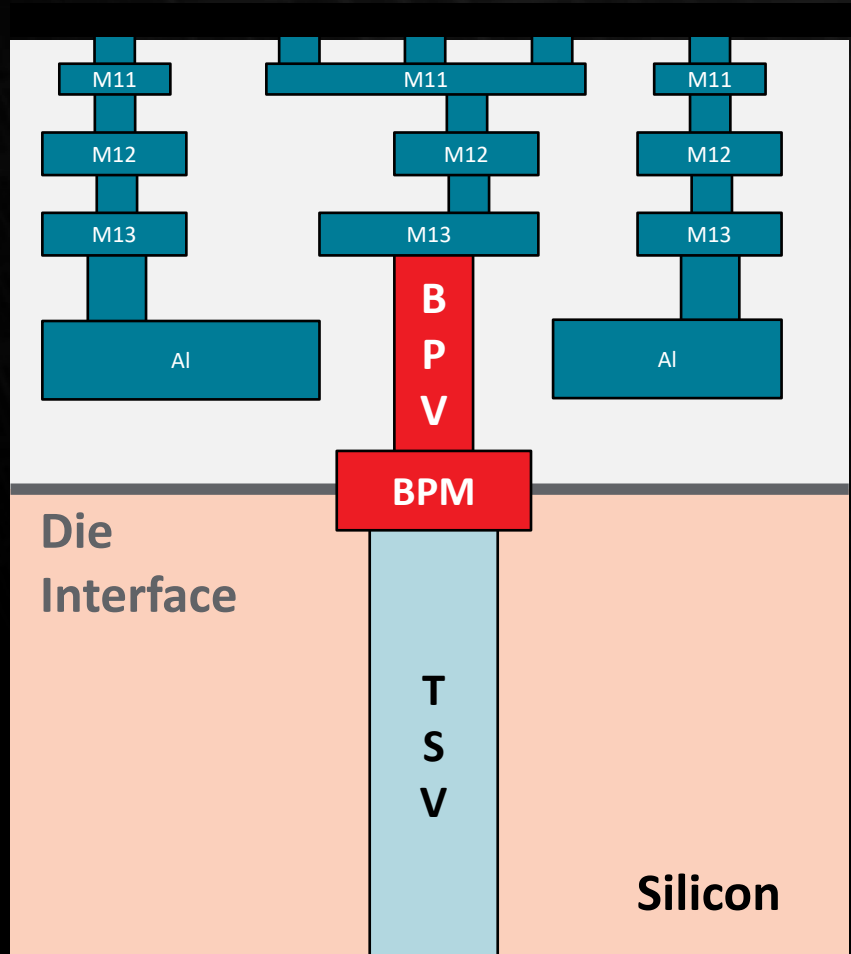 M11
M11
M11
M12
M12
M12
M13
M13
M13
B
P
V
Al
Al
BPM
Die
Interface
T
S
V
Silicon